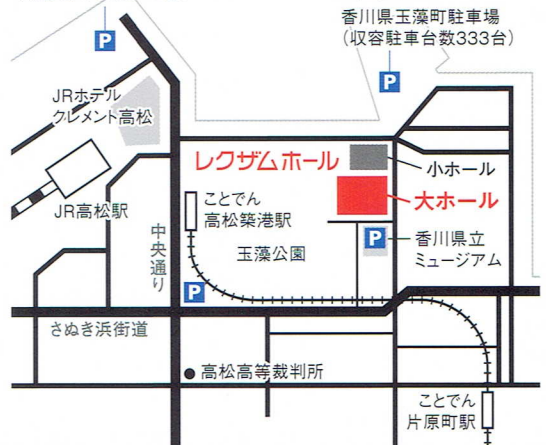 P
香川県玉藻町駐車場
（収容駐車台数333台）
P
JRホテル
クレメント高松
レクザムホール
小ホール
大ホール
JR高松駅
ことでん
高松築港駅
中央通り
玉藻公園
P
香川県立
ミュージアム
P
さぬき浜街道
高松高等裁判所
ことでん
片原町駅